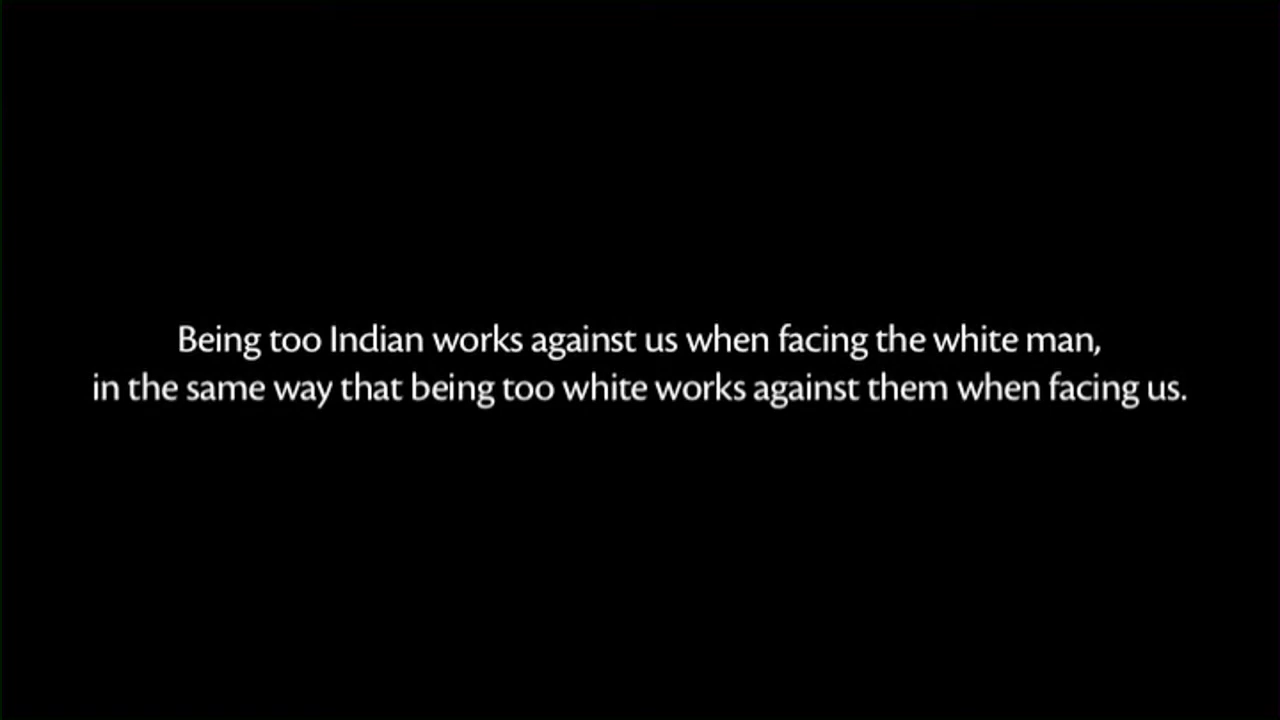 Being too Indian works against us when facing the white man,
in the same way that being too white works against them when facing us.